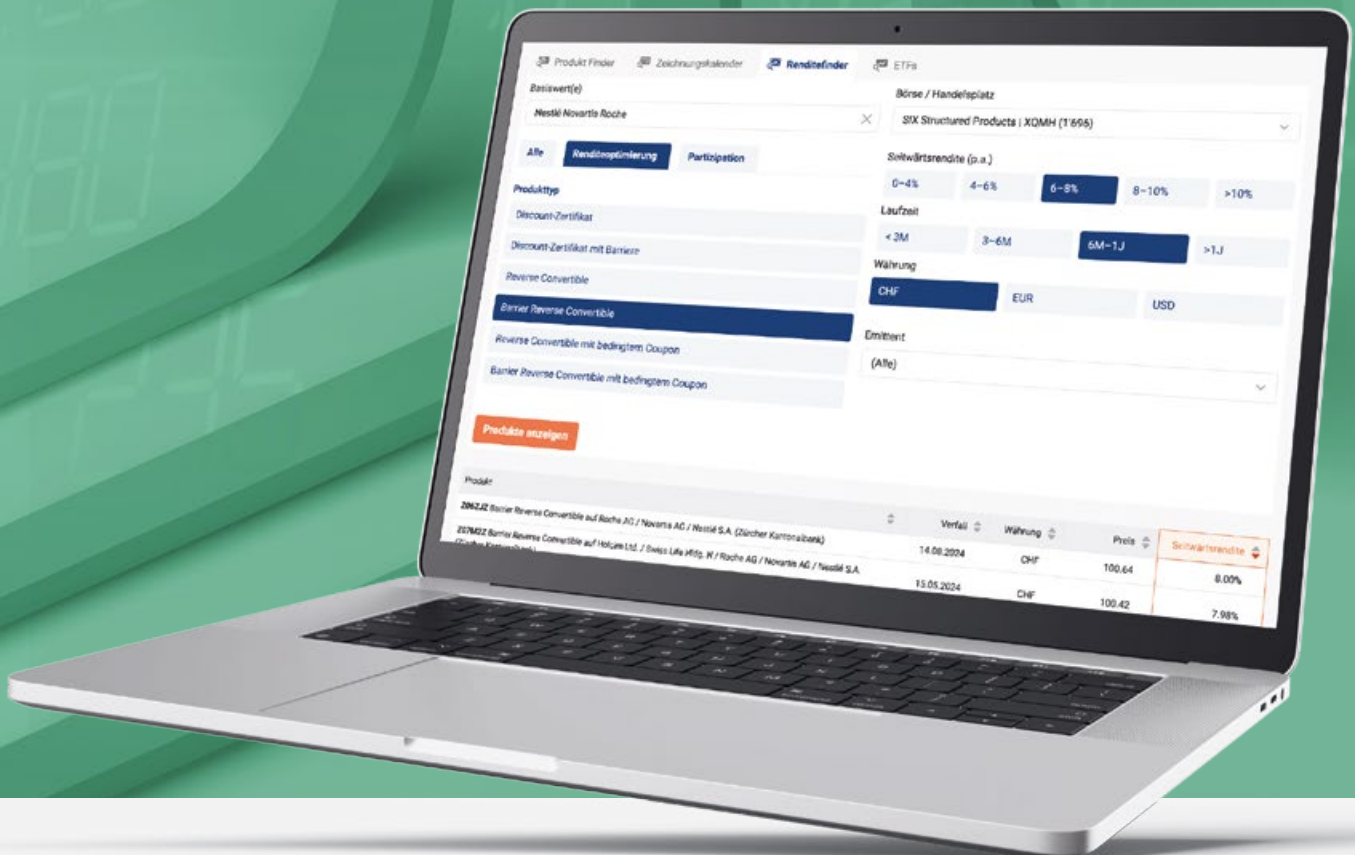 Produkt Finder Zeichnungskalender Renditefinder ETFs
Basiswert(e)
Nestlé Novartis Roche
Börse / Handelsplatz
SIX Structured Products | XQMH (1'696)
Alle Renditeoptimierung Partizipation
Seitwärtsrendite (p.a.)
0–4% 4–6% 6–8% 8–10% >10%
Produkttyp
Discount-Zertifikat
Discount-Zertifikat mit Barriere
Reverse Convertible
Barrier Reverse Convertible
Reverse Convertible mit bedingtem Coupon
Barrier Reverse Convertible mit bedingtem Coupon
Laufzeit
< 3M 3–6M 6M–1J >1J
Währung
CHF EUR USD
Emittent
(Alle)
Produkte anzeigen
Produkt Verfall Währung Preis Seitwärtsrendite
Barrier Reverse Convertible auf Roche AG / Novartis AG / Nestlé S.A. (Zürcher Kantonalbank) 14.08.2024 CHF 100.64 8.00%
Barrier Reverse Convertible auf Holcim Ltd. / Swiss Life Hldg. N / Roche AG / Novartis AG / Nestlé S.A. 15.05.2024 CHF 100.42 7.98%
(Zürcher Kantonalbank)